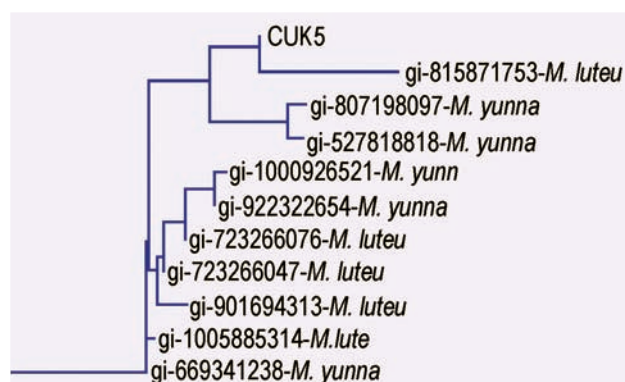 CUK5
gi-815871753-M. luteu
gi-807198097-M. yunna
gi-527818818-M. yunna
gi-1000926521-M. yunn
gi-922322654-M. yunna
gi-723266076-M. luteu
gi-723266047-M. luteu
gi-901694313-M. luteu
gi-1005885314-M.lute
gi-669341238-M. yunna